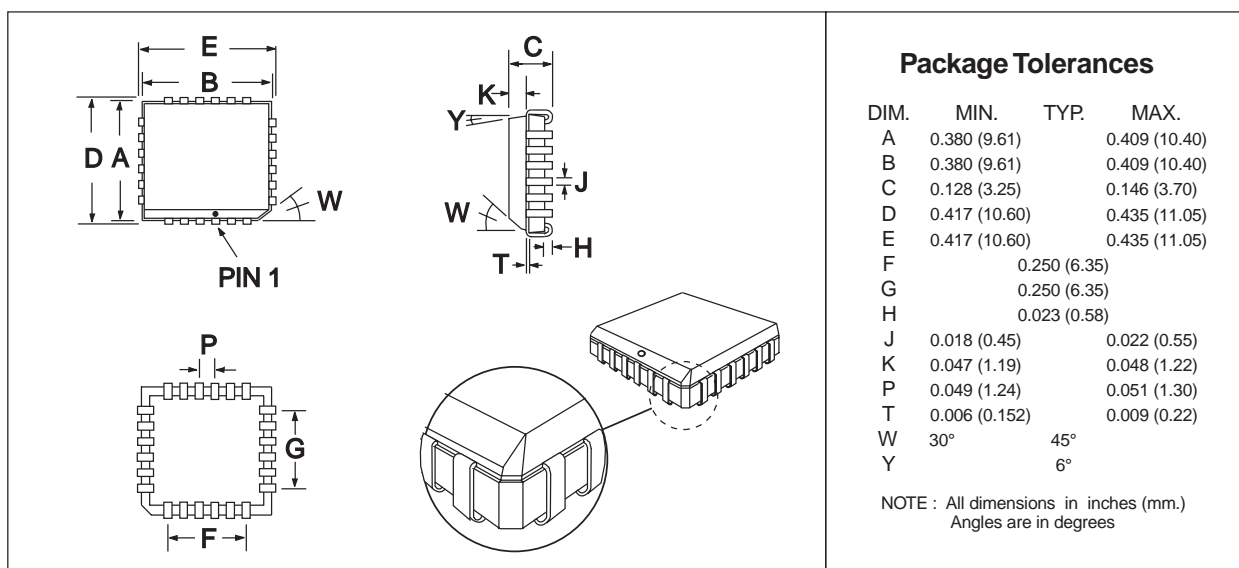 E
B
D A
W
PIN 1
C
K
Y
J
W
H
T
P
G
F
Package Tolerances
DIM. MIN. TYP. MAX.
A 0.380 (9.61) 0.409 (10.40)
B 0.380 (9.61) 0.409 (10.40)
C 0.128 (3.25) 0.146 (3.70)
D 0.417 (10.60) 0.435 (11.05)
E 0.417 (10.60) 0.435 (11.05)
F 0.250 (6.35)
G 0.250 (6.35)
H 0.023 (0.58)
J 0.018 (0.45) 0.022 (0.55)
K 0.047 (1.19) 0.048 (1.22)
P 0.049 (1.24) 0.051 (1.30)
T 0.006 (0.152) 0.009 (0.22)
W 30° 45°
Y 6°
NOTE : All dimensions in inches (mm.)
Angles are in degrees